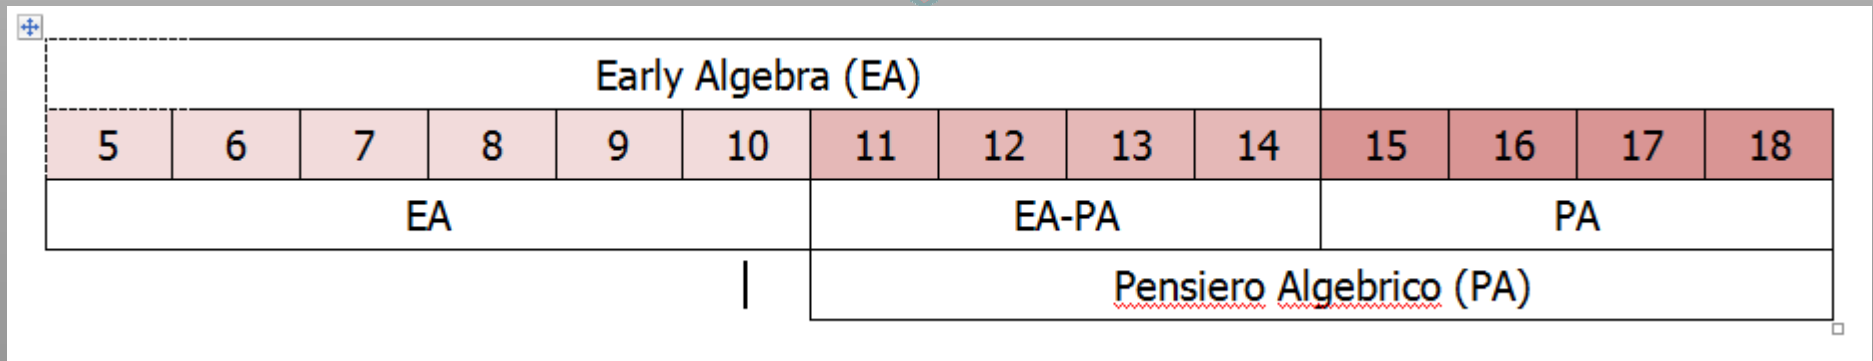 Early Algebra (EA)
5 6 7 8 9 10 11 12 13 14 15 16 17 18
EA EA-PA PA
Pensiero Algebrico (PA)